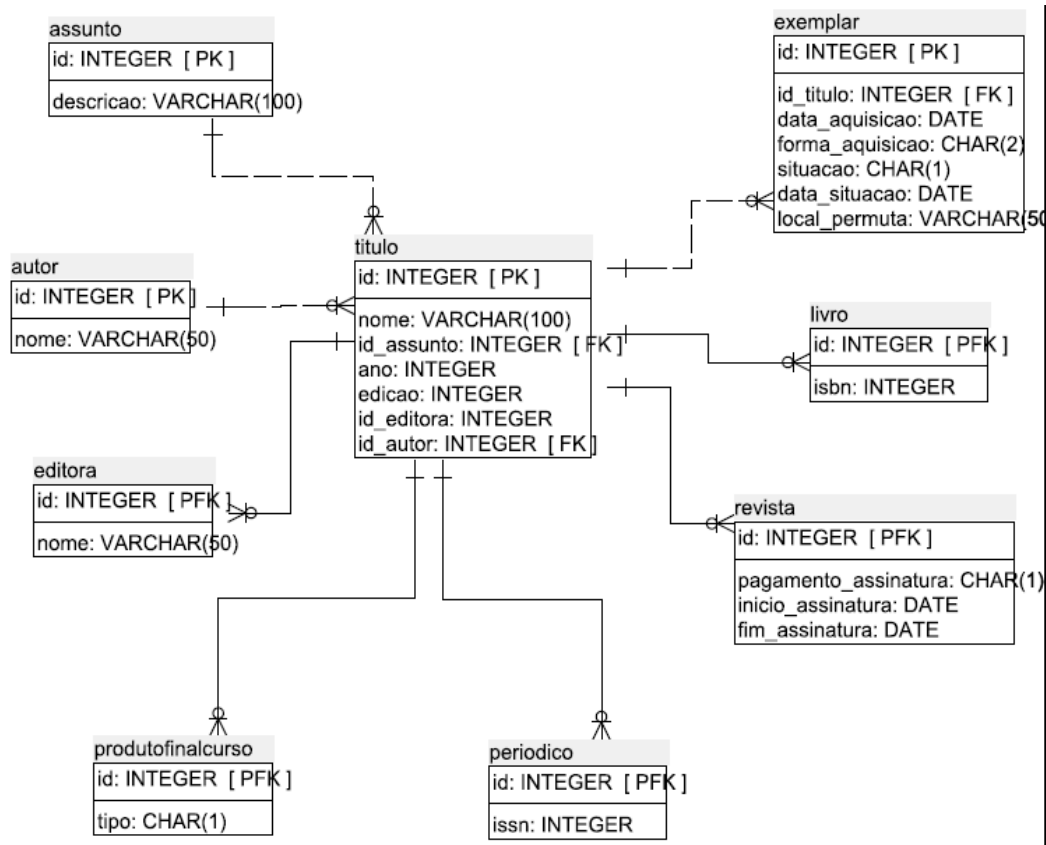 assunto
id: INTEGER [ PK ]
descricao: VARCHAR(100)
exemplar
id: INTEGER [ PK ]
id_titulo: INTEGER [ FK ]
data_aquisicao: DATE
forma_aquisicao: CHAR(2)
situacao: CHAR(1)
data_situacao: DATE
local_permuta: VARCHAR(50
autor
id: INTEGER [ PK ]
nome: VARCHAR(50)
titulo
id: INTEGER [ PK ]
nome: VARCHAR(100)
id_assunto: INTEGER [ FK ]
ano: INTEGER
edicao: INTEGER
id_editora: INTEGER
id_autor: INTEGER [ FK ]
livro
id: INTEGER [ PFK ]
isbn: INTEGER
editora
id: INTEGER [ PFK ]
nome: VARCHAR(50)
revista
id: INTEGER [ PFK ]
pagamento_assinatura: CHAR(1)
inicio_assinatura: DATE
fim_assinatura: DATE
produtofinalcurso
id: INTEGER [ PFK ]
tipo: CHAR(1)
periodico
id: INTEGER [ PFK ]
issn: INTEGER